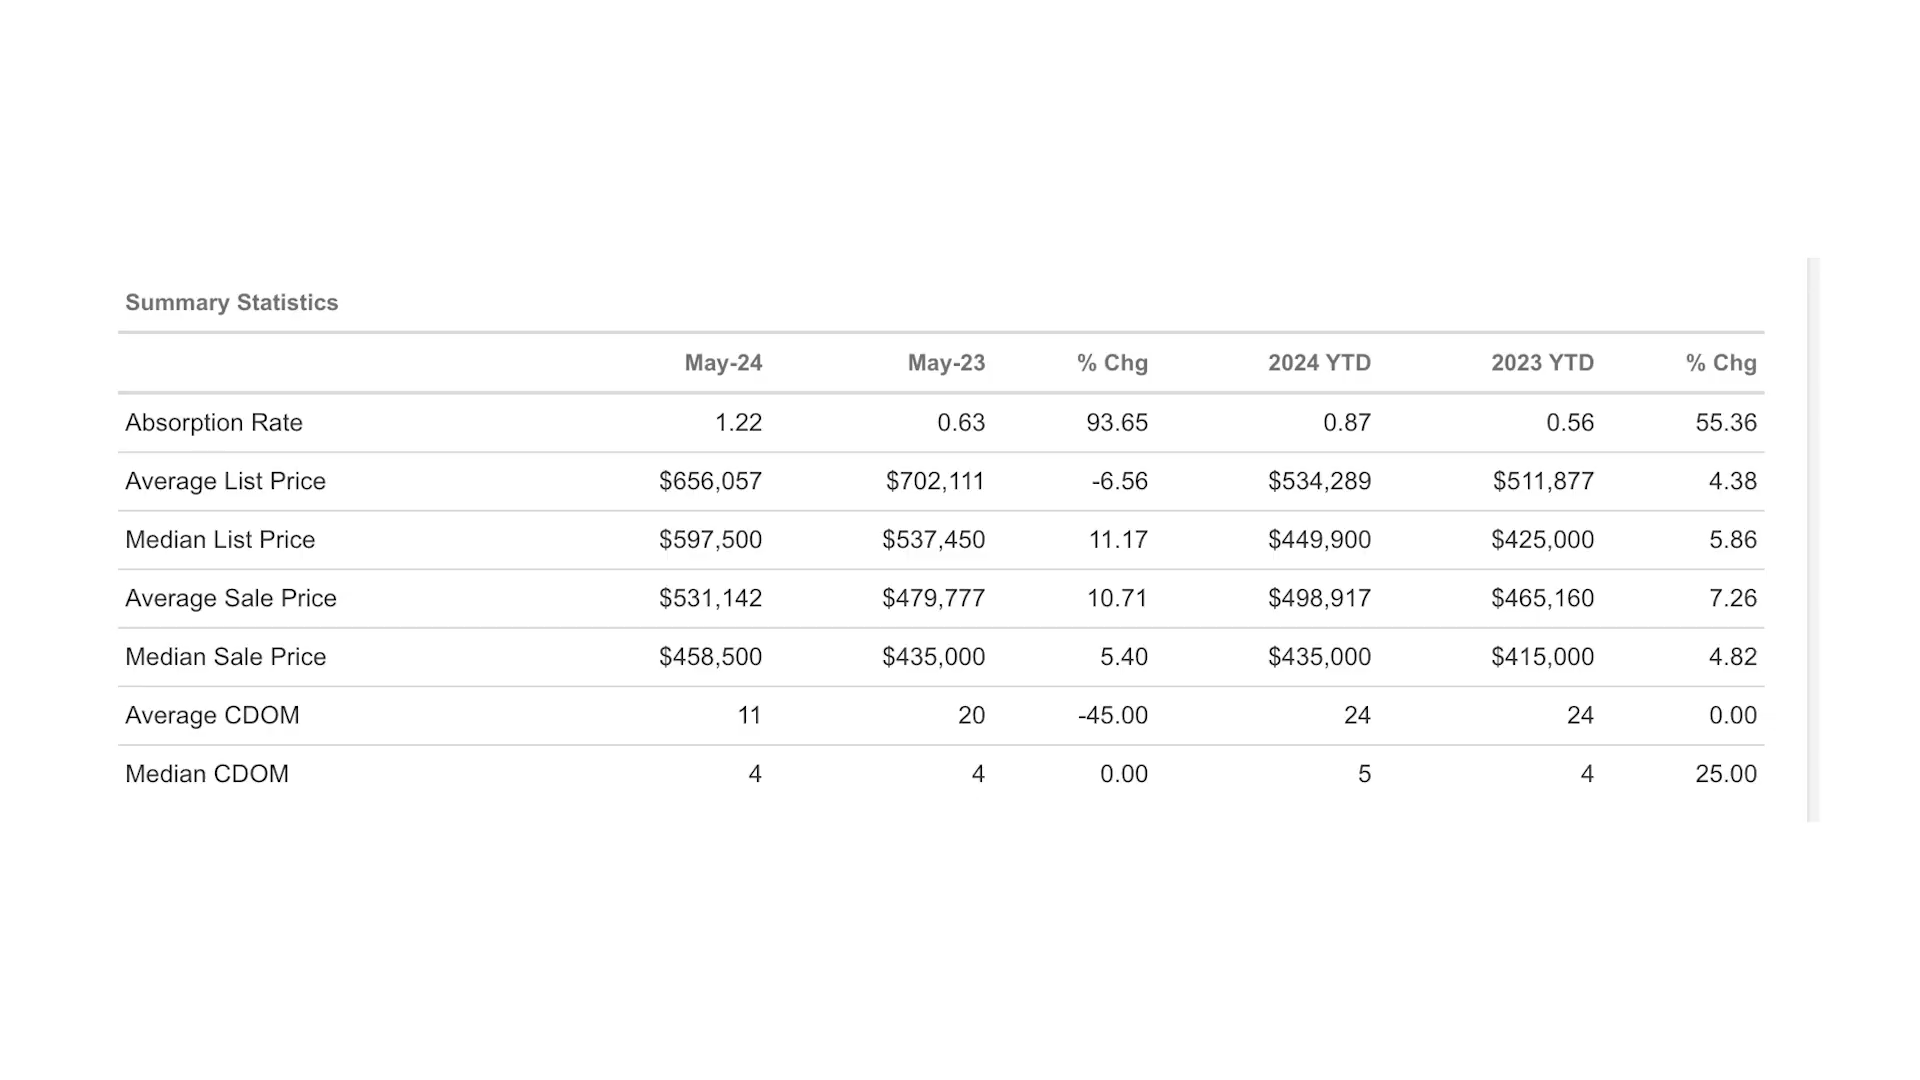 Summary Statistics
May-24 May-23 % Chg 2024 YTD 2023 YTD % Chg
Absorption Rate 1.22 0.63 93.65 0.87 0.56 55.36
Average List Price $656,057 $702,111 -6.56 $534,289 $511,877 4.38
Median List Price $597,500 $537,450 11.17 $449,900 $425,000 5.86
Average Sale Price $531,142 $479,777 10.71 $498,917 $465,160 7.26
Median Sale Price $458,500 $435,000 5.40 $435,000 $415,000 4.82
Average CDOM 11 20 -45.00 24 24 0.00
Median CDOM 4 4 0.00 5 4 25.00